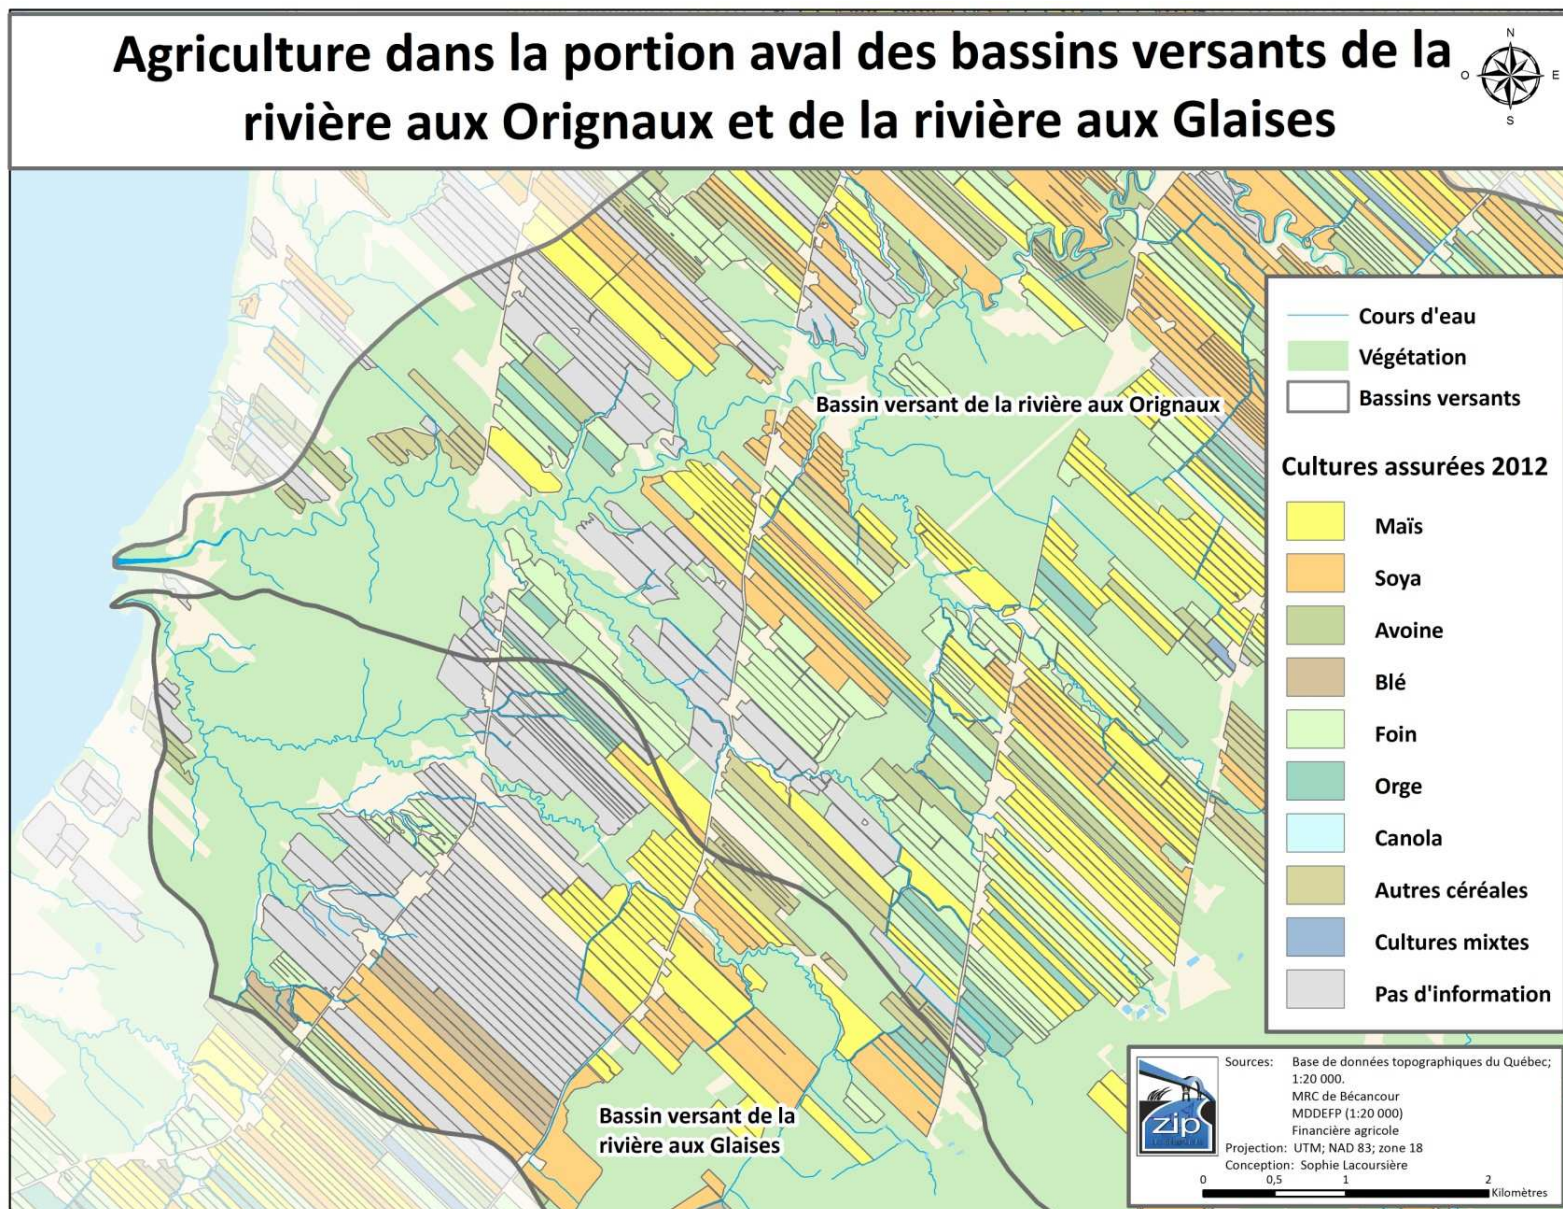 Agriculture dans la portion aval des bassins versants de la
rivière aux Orignaux et de la rivière aux Glaises
N
O
E
S
Cours d'eau
Végétation
Bassins versants
Bassin versant de la rivière aux Orignaux
Cultures assurées 2012
Maïs
Soya
Avoine
Blé
Foin
Orge
Canola
Autres céréales
Cultures mixtes
Pas d'information
Bassin versant de la
rivière aux Glaises
zip
Sources: Base de données topographiques du Québec;
1:20 000.
MRC de Bécancour
MDDEFP (1:20 000)
Financière agricole
Projection: UTM; NAD 83; zone 18
Conception: Sophie Lacoursière
0 0,5 1 2
Kilomètres